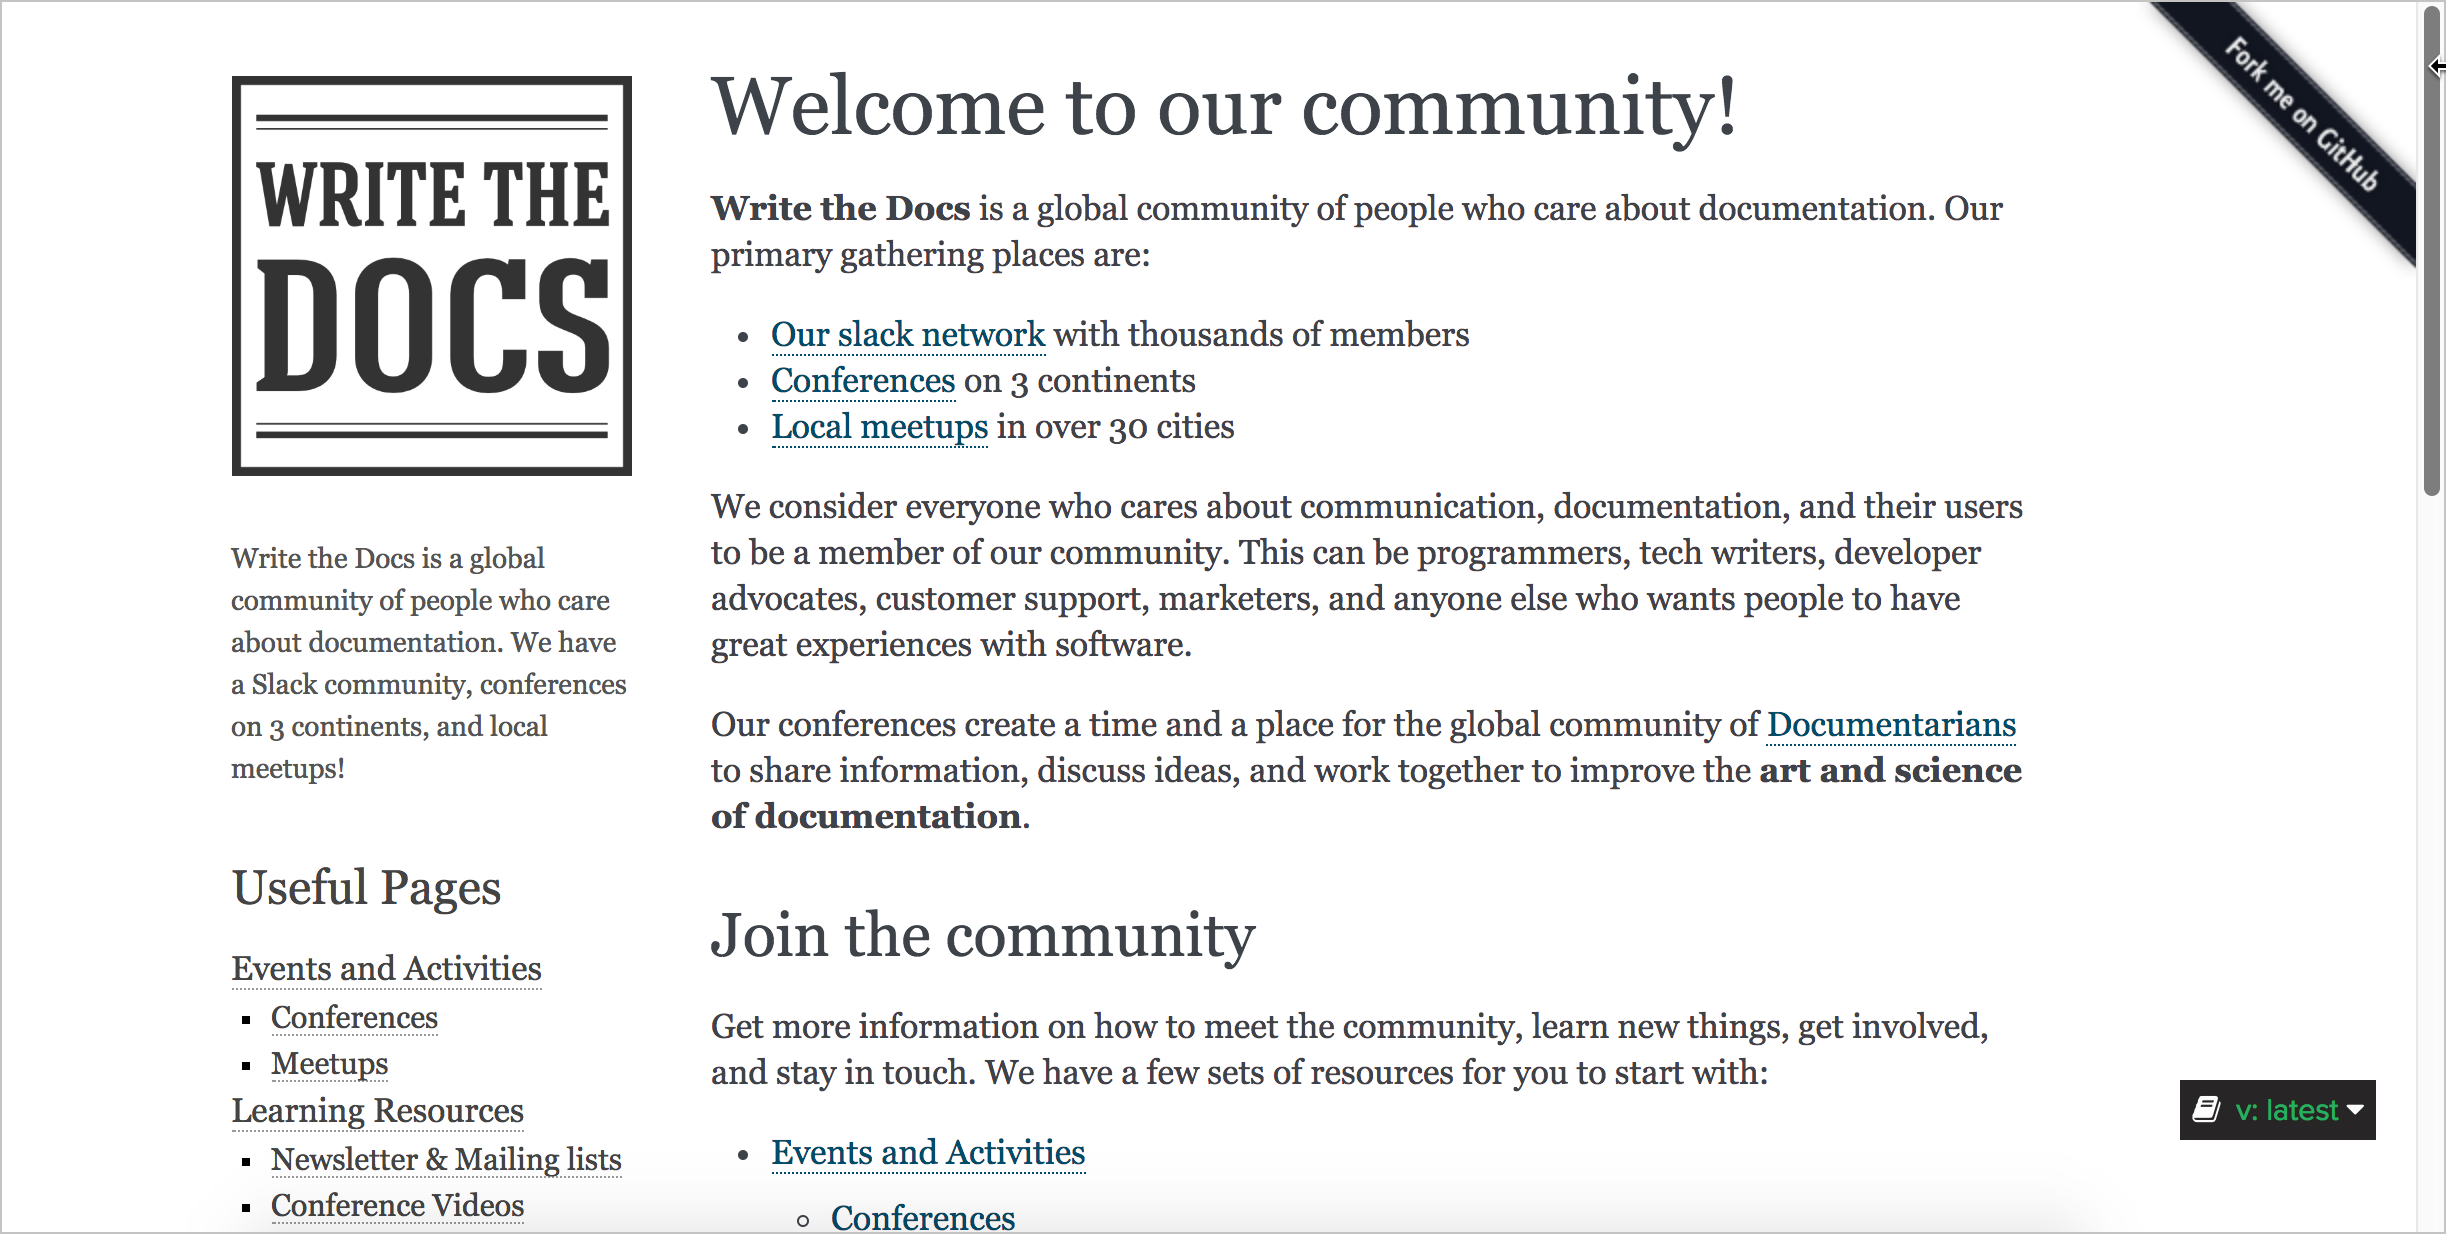 WRITE THE
DOCS
Write the Docs is a global
community of people who care
about documentation. We have
a Slack community, conferences
on 3 continents, and local
meetups!
Useful Pages
Events and Activities
Conferences
Meetups
Learning Resources
Newsletter & Mailing lists
Conference Videos
Welcome to our community!
Write the Docs is a global community of people who care about documentation. Our
primary gathering places are:
Our slack network with thousands of members
Conferences on 3 continents
Local meetups in over 30 cities
We consider everyone who cares about communication, documentation, and their users
to be a member of our community. This can be programmers, tech writers, developer
advocates, customer support, marketers, and anyone else who wants people to have
great experiences with software.
Our conferences create a time and a place for the global community of Documentarians
to share information, discuss ideas, and work together to improve the art and science
of documentation.
Join the community
Get more information on how to meet the community, learn new things, get involved,
and stay in touch. We have a few sets of resources for you to start with:
Events and Activities
Conferences
Fork me on GitHub
v: latest